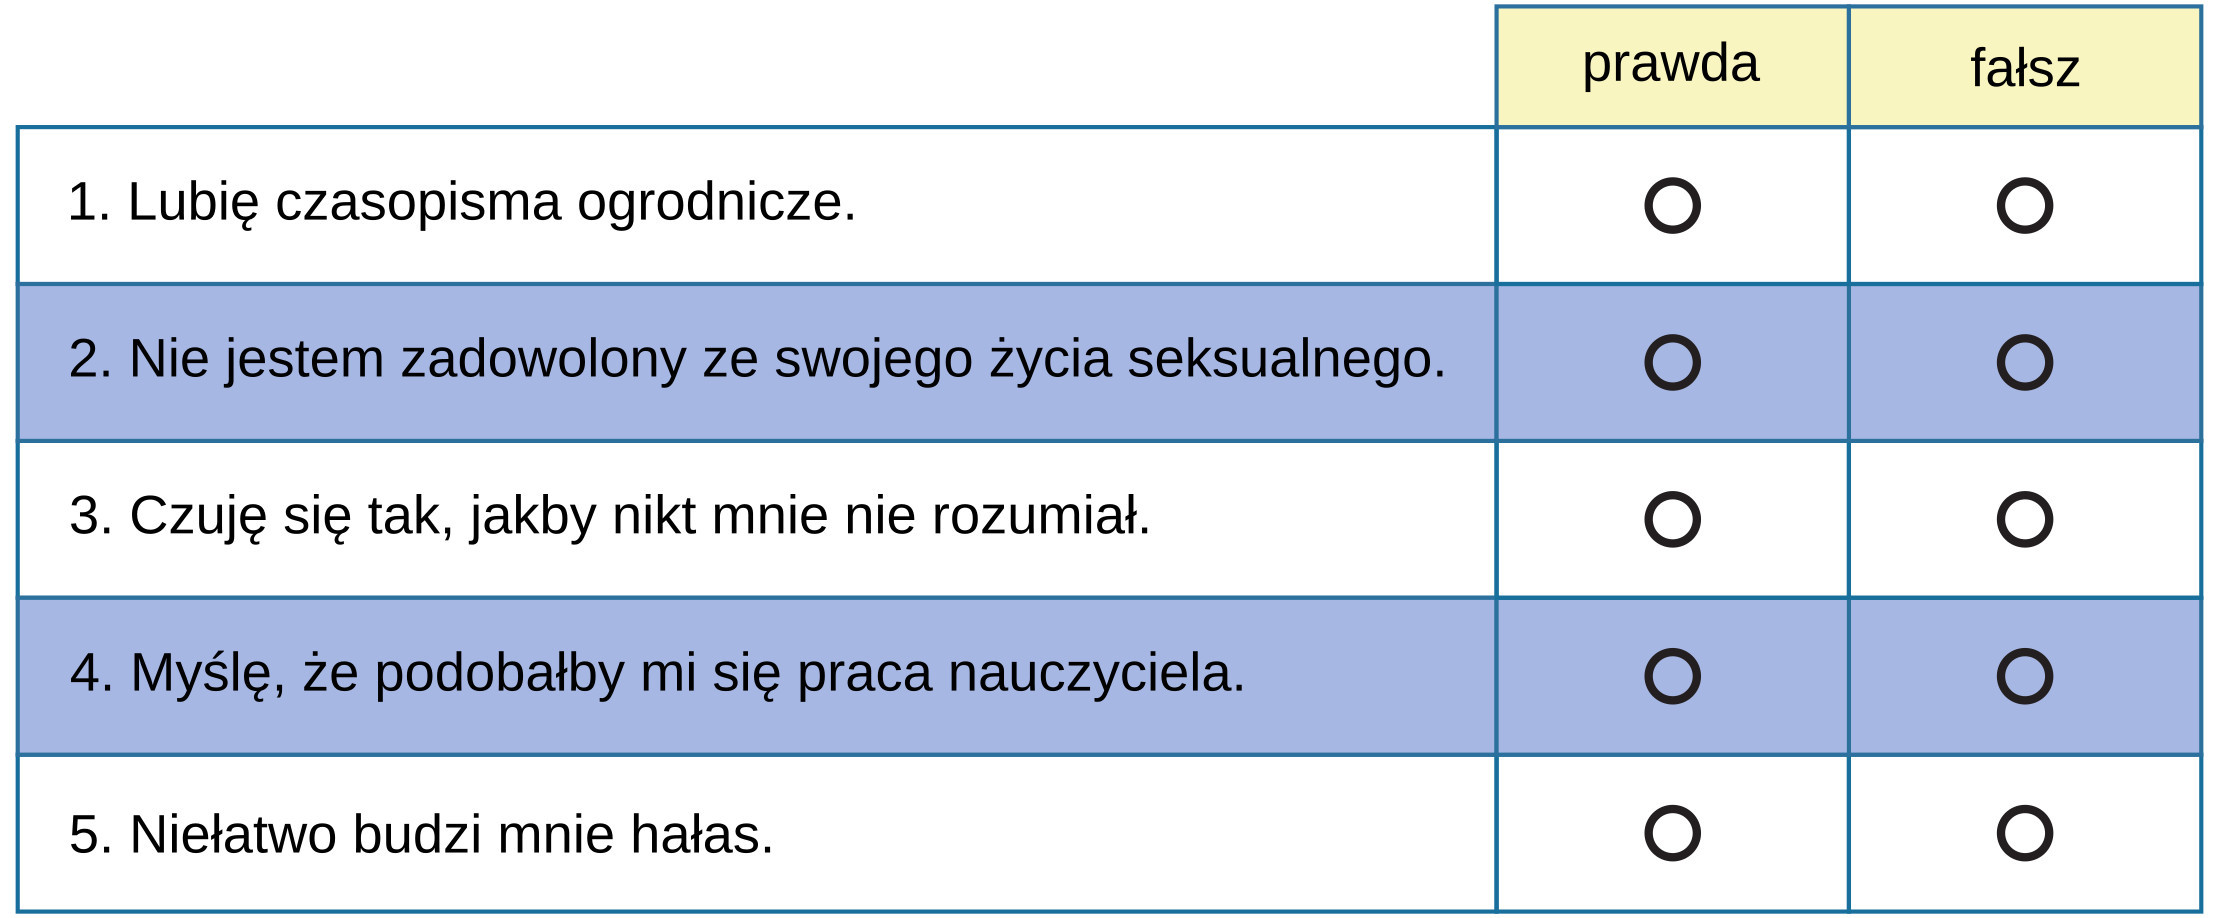 prawda fałsz
1. Lubię czasopisma ogrodnicze.
2. Nie jestem zadowolony ze swojego życia seksualnego.
3. Czuję się tak, jakby nikt mnie nie rozumiał.
4. Myślę, że podobałby mi się praca nauczyciela.
5. Niełatwo budzi mnie hałas.